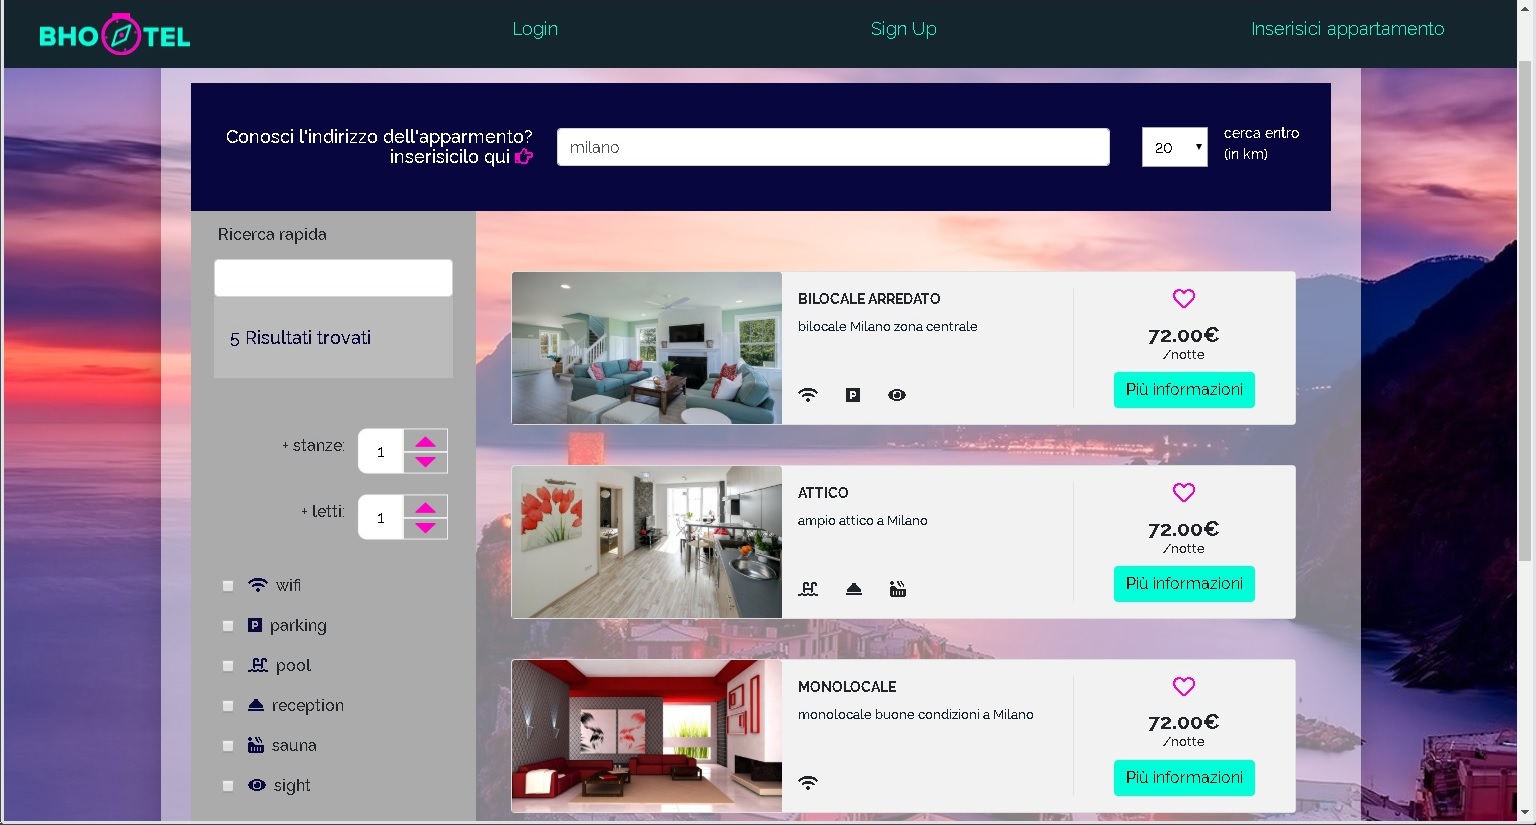 BHOTEL
Login
Sign Up
Inserisici appartamento
Conosci l'indirizzo dell'apparmento?
inserisicilo qui
milano
20
cerca entro
(in km)
Ricerca rapida
5 Risultati trovati
+ stanze:
1
+ letti:
1
wifi
parking
pool
reception
sauna
sight
BILOCALE ARREDATO
bilocale Milano zona centrale
72.00€
/notte
Più informazioni
ATTICO
ampio attico a Milano
72.00€
/notte
Più informazioni
MONOLOCALE
monolocale buone condizioni a Milano
72.00€
/notte
Più informazioni